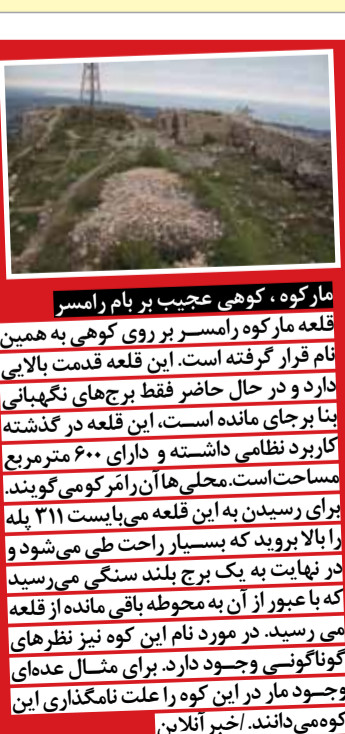 مارکوه ، کوهی عجیب بر بام رامسر
قلعه مارکوه رامسر بر روی کوهی به همین
نام قرار گرفته است. این قلعه قدمت بالایی
دارد و در حال حاضر فقط برج‌های نگهبانی
بنا برجای مانده است، این قلعه در گذشته
کاربرد نظامی داشته و دارای ۶۰۰ مترمربع
مساحت‌است.محلی‌ها‌آن‌رامَرکو‌می‌گویند.
برای رسیدن به این قلعه می‌بایست ۳۱۱ پله
را بالا بروید که بسیار راحت طی می‌شود و
در نهایت به یک برج بلند سنگی می‌رسید
که با عبور از آن به محوطه باقی مانده از قلعه
می رسید. در مورد نام این کوه نیز نظرهای
گوناگونی وجود دارد. برای مثال عده‌ای
وجود مار در این کوه را علت نامگذاری این
کوه‌می‌دانند./خبرآنلاین